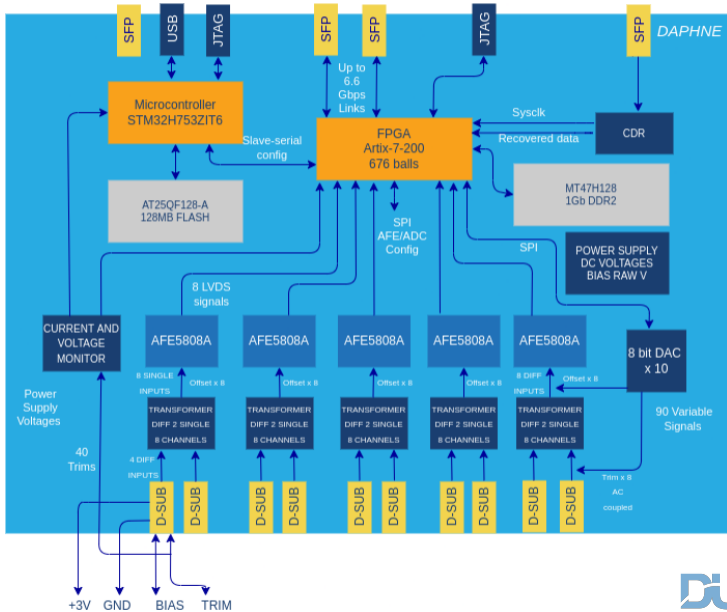 SFP
USB
JTAG
SFP
SFP
JTAG
SFP
DAPHNE
Up to
6.6
Gbps
Links
Microcontroller
STM32H753ZIT6
Slave-serial
config
FPGA
Artix-7-200
676 balls
Sysclk
Recovered data
CDR
AT25QF128-A
128MB FLASH
MT47H128
1Gb DDR2
SPI
AFE/ADC
Config
SPI
POWER SUPPLY
DC VOLTAGES
BIAS RAW V
8 LVDS
signals
CURRENT AND
VOLTAGE
MONITOR
AFE5808A
AFE5808A
AFE5808A
AFE5808A
AFE5808A
8 bit DAC
x 10
8 SINGLE
INPUTS
Offset x 8
Offset x 8
Offset x 8
Offset x 8
8 DIFF
INPUTS
Offset x 8
Power
Supply
Voltages
TRANSFORMER
DIFF 2 SINGLE
8 CHANNELS
TRANSFORMER
DIFF 2 SINGLE
8 CHANNELS
TRANSFORMER
DIFF 2 SINGLE
8 CHANNELS
TRANSFORMER
DIFF 2 SINGLE
8 CHANNELS
TRANSFORMER
DIFF 2 SINGLE
8 CHANNELS
90 Variable
Signals
40
Trims
4 DIFF
INPUTS
Trim x 8
AC
coupled
D-SUB
D-SUB
D-SUB
D-SUB
D-SUB
D-SUB
D-SUB
D-SUB
D-SUB
D-SUB
+3V
GND
BIAS
TRIM